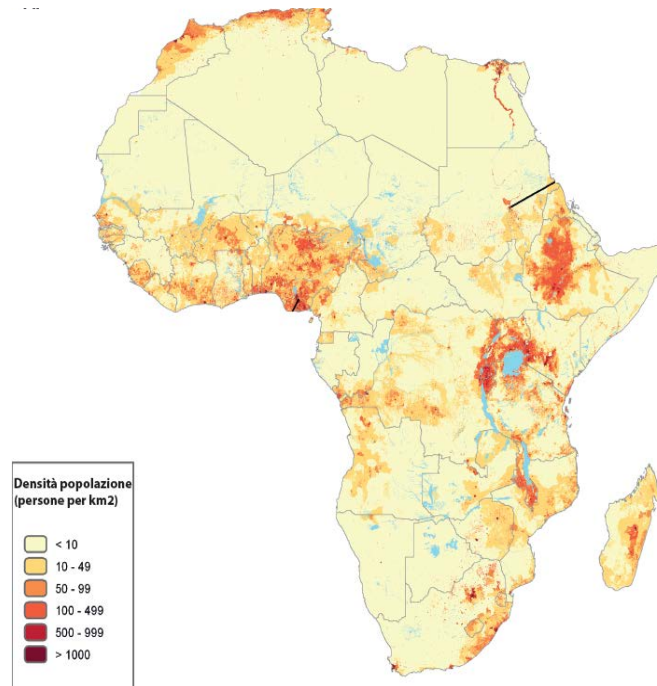 Densità popolazione
(persone per km2)
< 10
10 - 49
50 - 99
100 - 499
500 - 999
> 1000